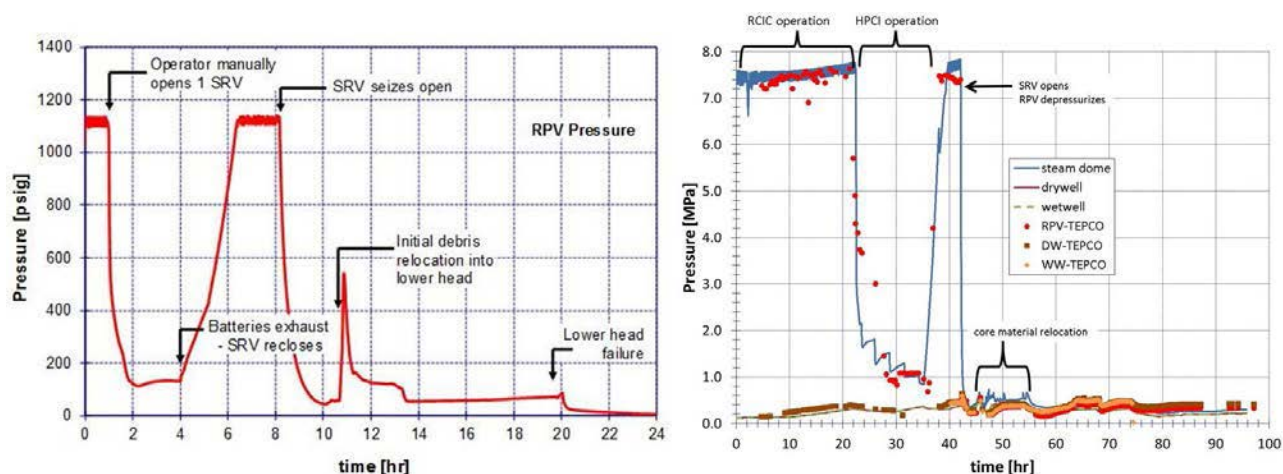 1400
1200
1000
800
600
400
200
0
Pressure [psig]
0 2 4 6 8 10 12 14 16 18 20 22 24
time [hr]
Operator manually
opens 1 SRV
SRV seizes open
RPV Pressure
Initial debris
relocation into
lower head
Batteries exhaust
- SRV recloses
Lower head
failure
RCIC operation
HPCI operation
8.0
7.0
6.0
5.0
4.0
3.0
2.0
1.0
0.0
Pressure [MPa]
0 10 20 30 40 50 60 70 80 90 100
time [hr]
SRV opens
RPV depressurizes
steam dome
drywell
wetwell
RPV-TEPCO
DW-TEPCO
WW-TEPCO
core material relocation